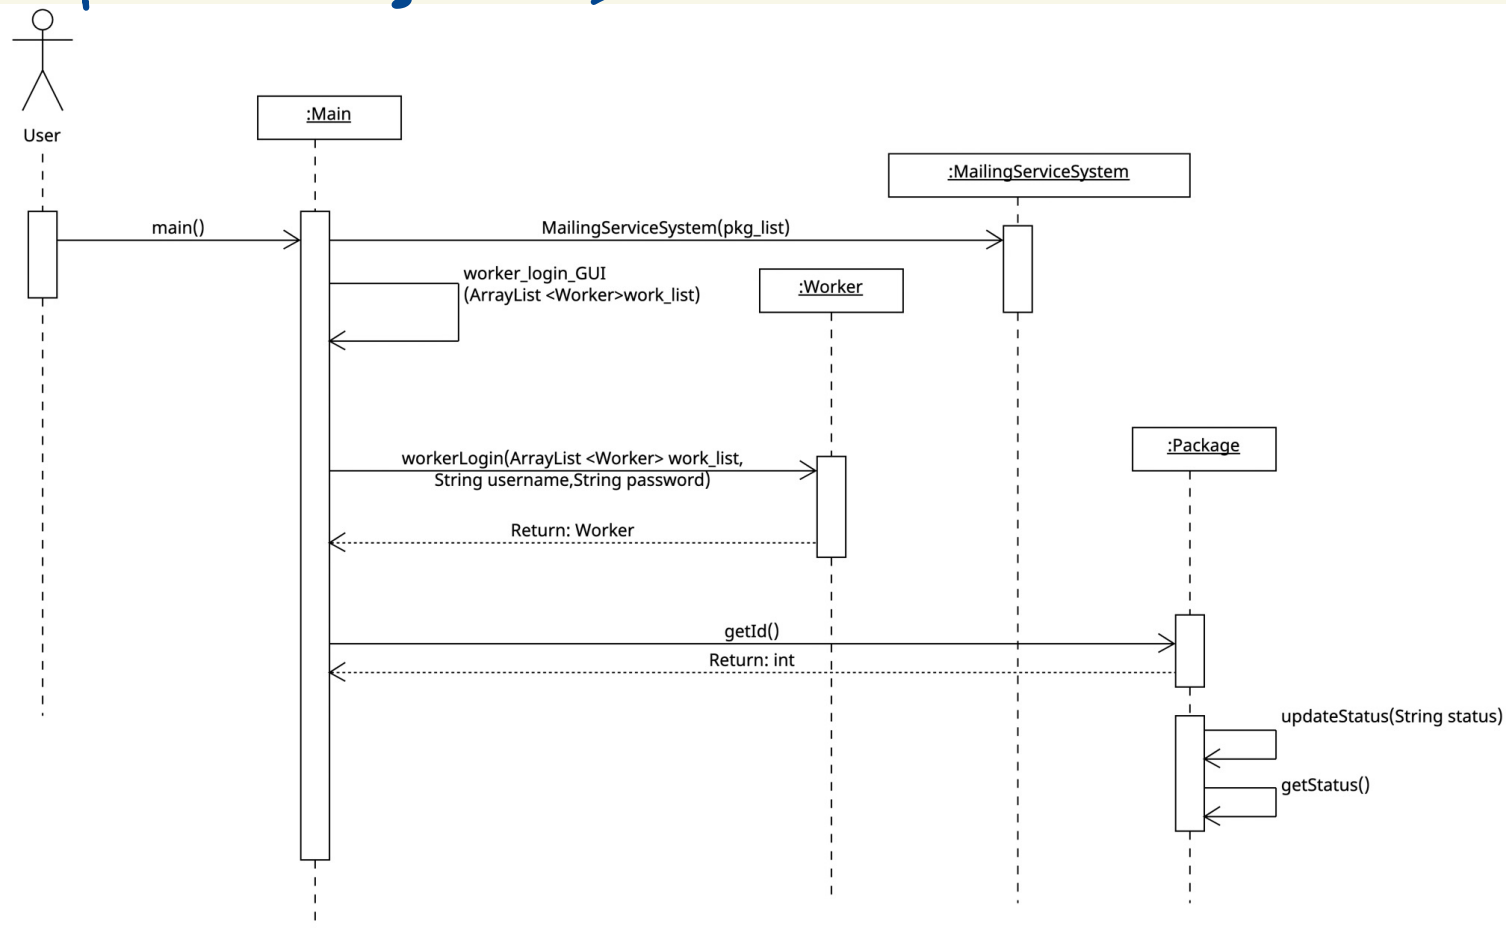 User
:Main
:MailingServiceSystem
main()
MailingServiceSystem(pkg_list)
worker_login_GUI
(ArrayList <Worker>work_list)
:Worker
:Package
workerLogin(ArrayList <Worker> work_list,
String username,String password)
Return: Worker
getId()
Return: int
updateStatus(String status)
getStatus()